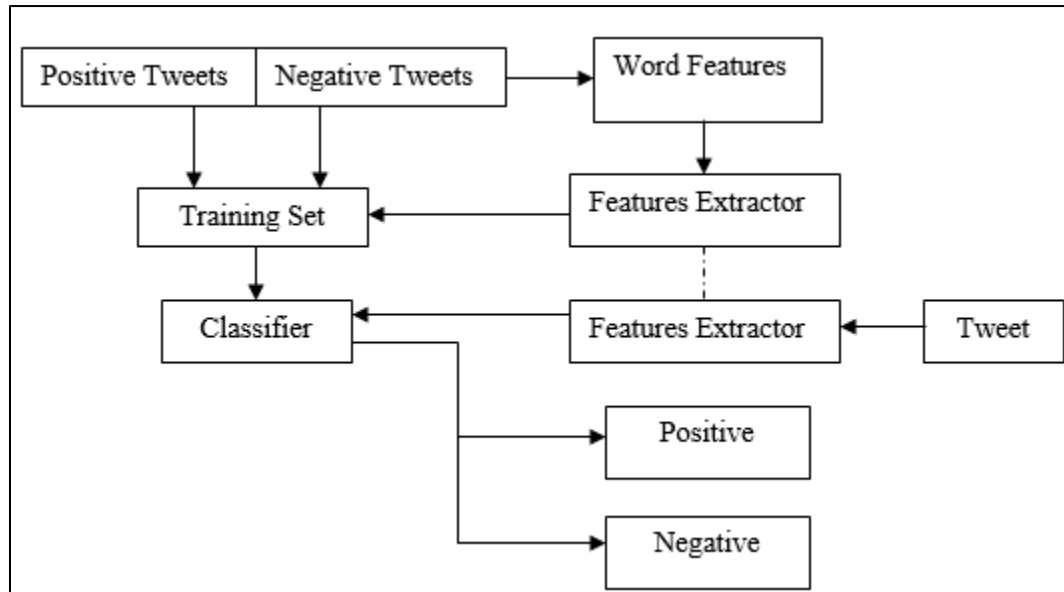 Positive Tweets
Negative Tweets
Word Features
Training Set
Features Extractor
Classifier
Features Extractor
Tweet
Positive
Negative